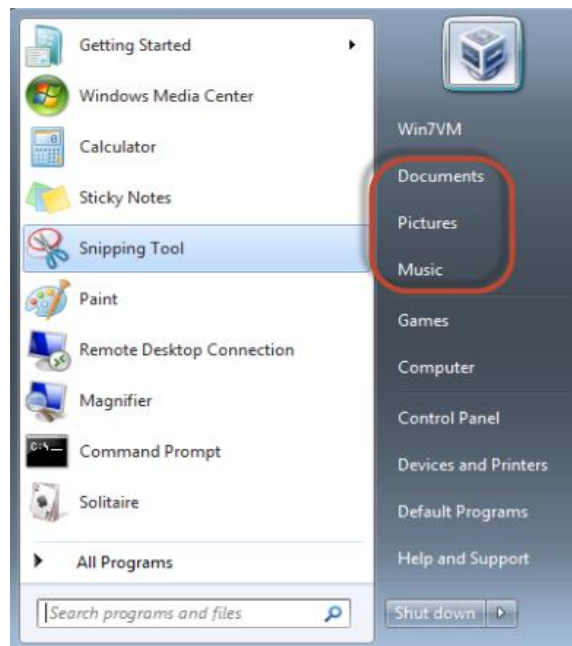 Getting Started
Windows Media Center
Calculator
Sticky Notes
Snipping Tool
Paint
Remote Desktop Connection
Magnifier
C:\
Command Prompt
Solitaire
All Programs
Search programs and files
Win7VM
Documents
Pictures
Music
Games
Computer
Control Panel
Devices and Printers
Default Programs
Help and Support
Shut down